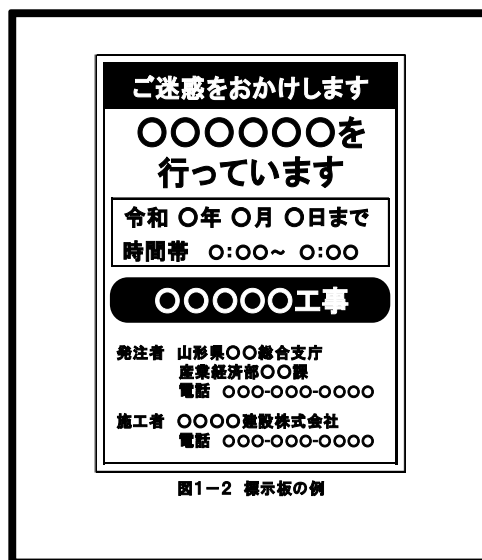 ご迷惑をおかけします
〇〇〇〇〇〇を
行っています
令和 〇年 〇月 〇日まで
時間帯 〇:〇〇~ 〇:〇〇
〇〇〇〇〇工事
発注者 山形県〇〇総合支庁
産業経済部〇〇課
電話 〇〇〇-〇〇〇-〇〇〇〇
施工者 〇〇〇〇建設株式会社
電話 〇〇〇-〇〇〇-〇〇〇〇
図1-2 標示板の例